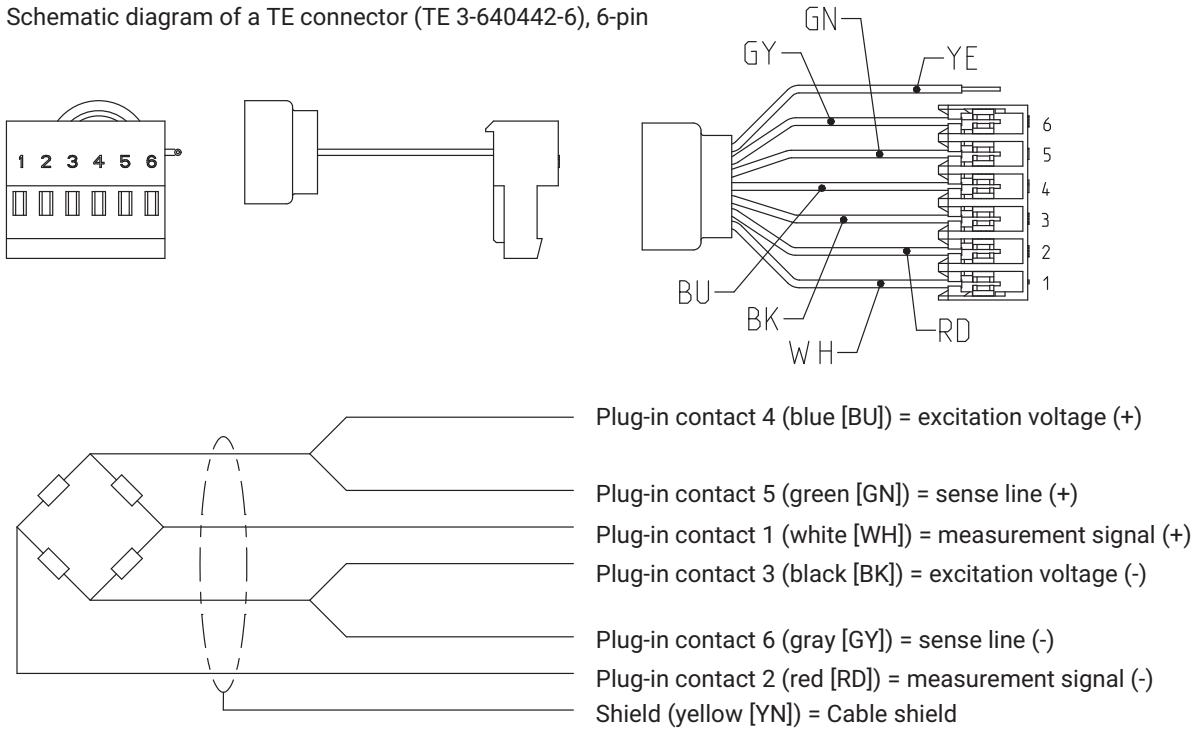 Schematic diagram of a TE connector (TE 3-640442-6), 6-pin
GN
GY
YE
1 2 3 4 5 6
6
5
4
3
2
1
BU
BK
WH
RD
Plug-in contact 4 (blue [BU]) = excitation voltage (+)
Plug-in contact 5 (green [GN]) = sense line (+)
Plug-in contact 1 (white [WH]) = measurement signal (+)
Plug-in contact 3 (black [BK]) = excitation voltage (-)
Plug-in contact 6 (gray [GY]) = sense line (-)
Plug-in contact 2 (red [RD]) = measurement signal (-)
Shield (yellow [YN]) = Cable shield